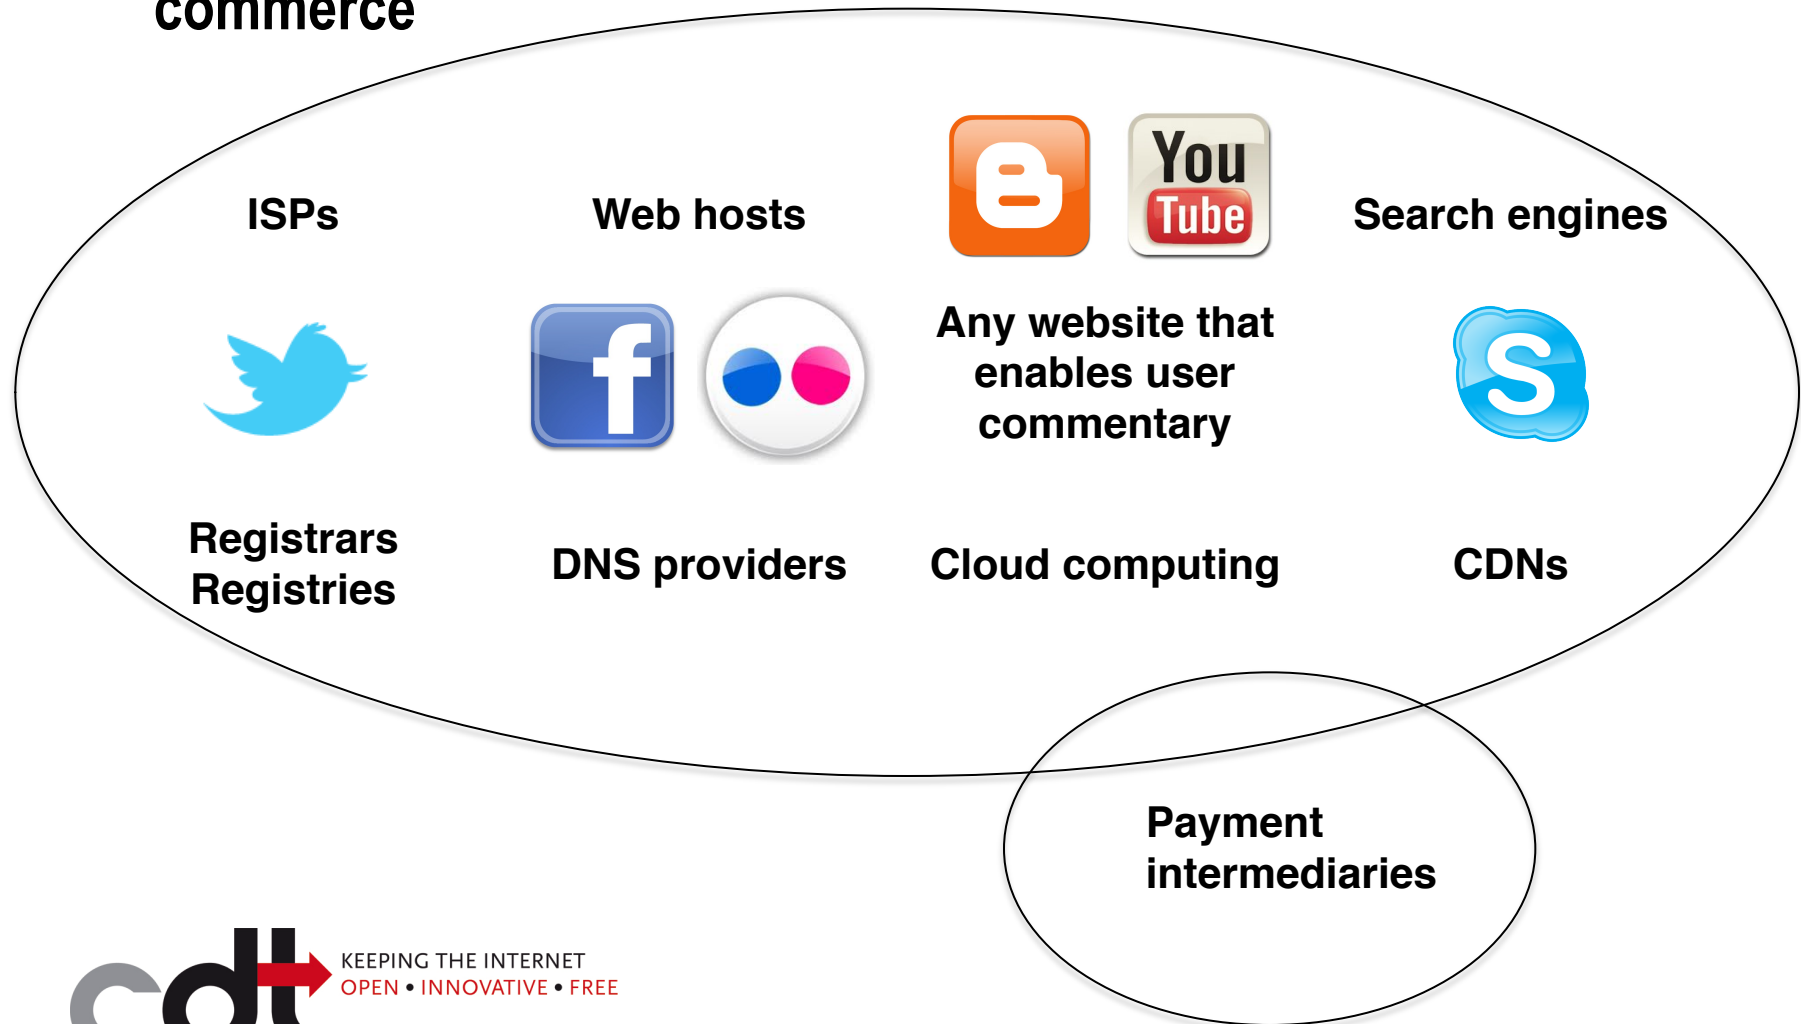 commerce
ISPs
Web hosts
You
Tube
Search engines
f
Any website that
enables user
commentary
S
Registrars
Registries
DNS providers
Cloud computing
CDNs
Payment
intermediaries
cdt
KEEPING THE INTERNET
OPEN • INNOVATIVE • FREE